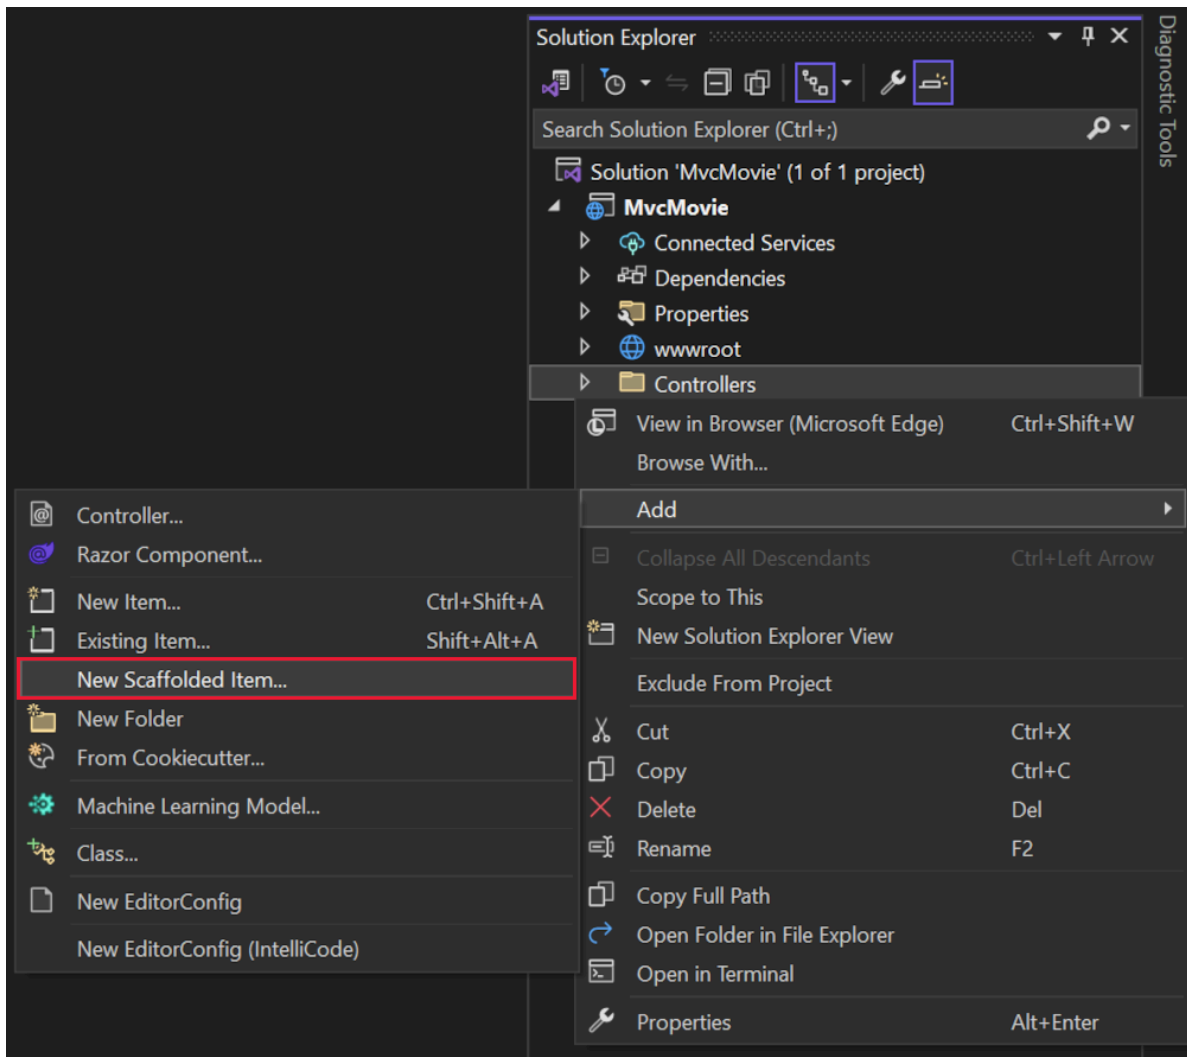 Solution Explorer
Diagnostic Tools
Search Solution Explorer (Ctrl+;)
Solution 'MvcMovie' (1 of 1 project)
MvcMovie
Connected Services
Dependencies
Properties
wwwroot
Controllers
View in Browser (Microsoft Edge) Ctrl+Shift+W
Browse With...
Add
Collapse All Descendants Ctrl+Left Arrow
Scope to This
New Solution Explorer View
Exclude From Project
Cut Ctrl+X
Copy Ctrl+C
Delete Del
Rename F2
Copy Full Path
Open Folder in File Explorer
Open in Terminal
Properties Alt+Enter
Controller...
Razor Component...
New Item... Ctrl+Shift+A
Existing Item... Shift+Alt+A
New Scaffolded Item...
New Folder
From Cookiecutter...
Machine Learning Model...
Class...
New EditorConfig
New EditorConfig (IntelliCode)